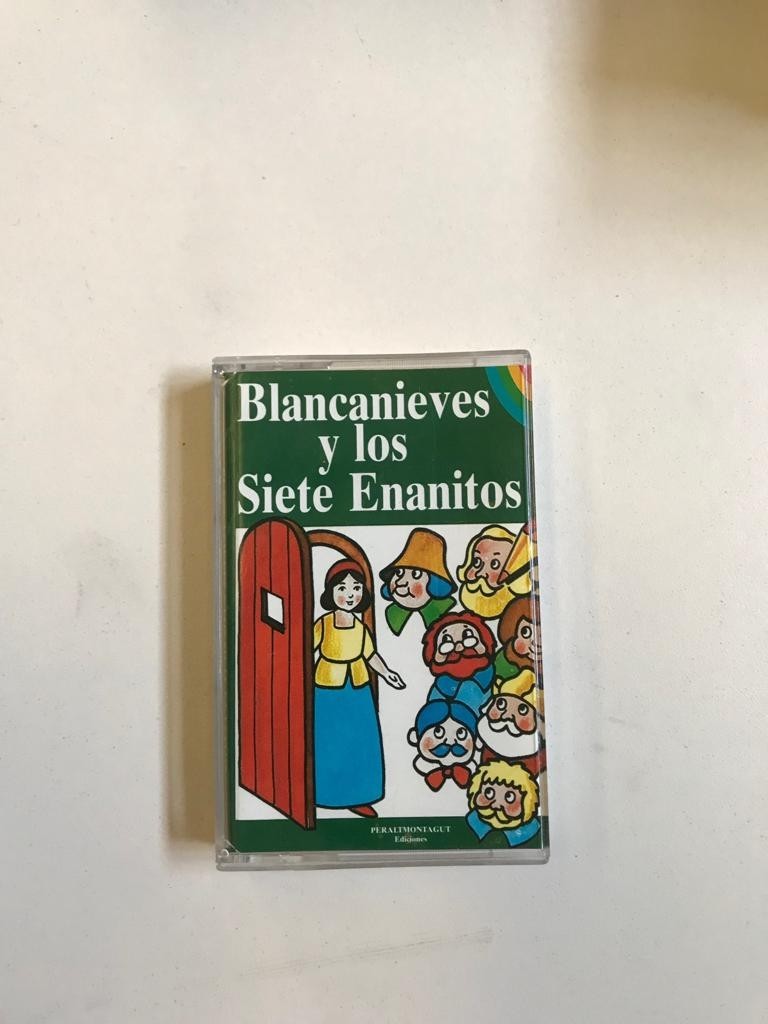 Blancanieves
y los
Siete Enanitos
PERALTMONTAGUT
Ediciones